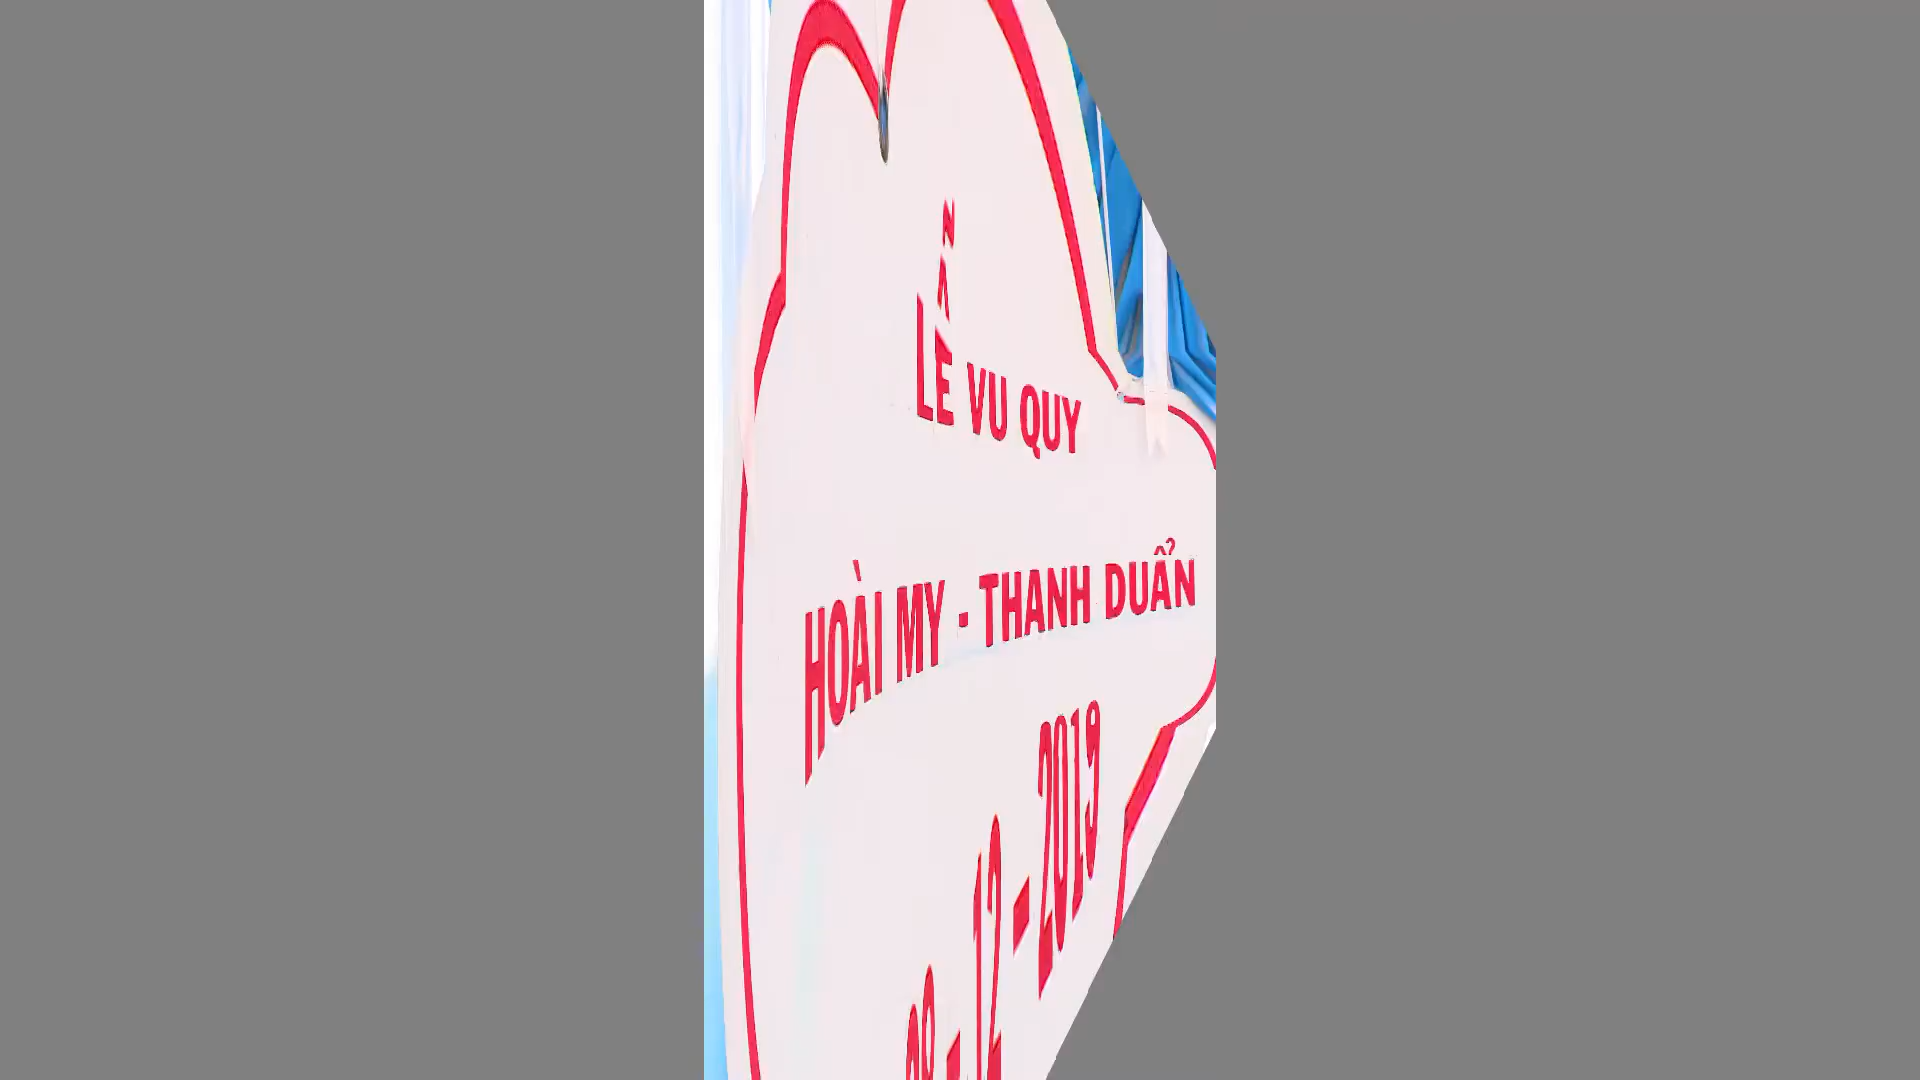 LỄ VU QUY
HOÀI MY - THANH DUẨN
- 12 - 2019